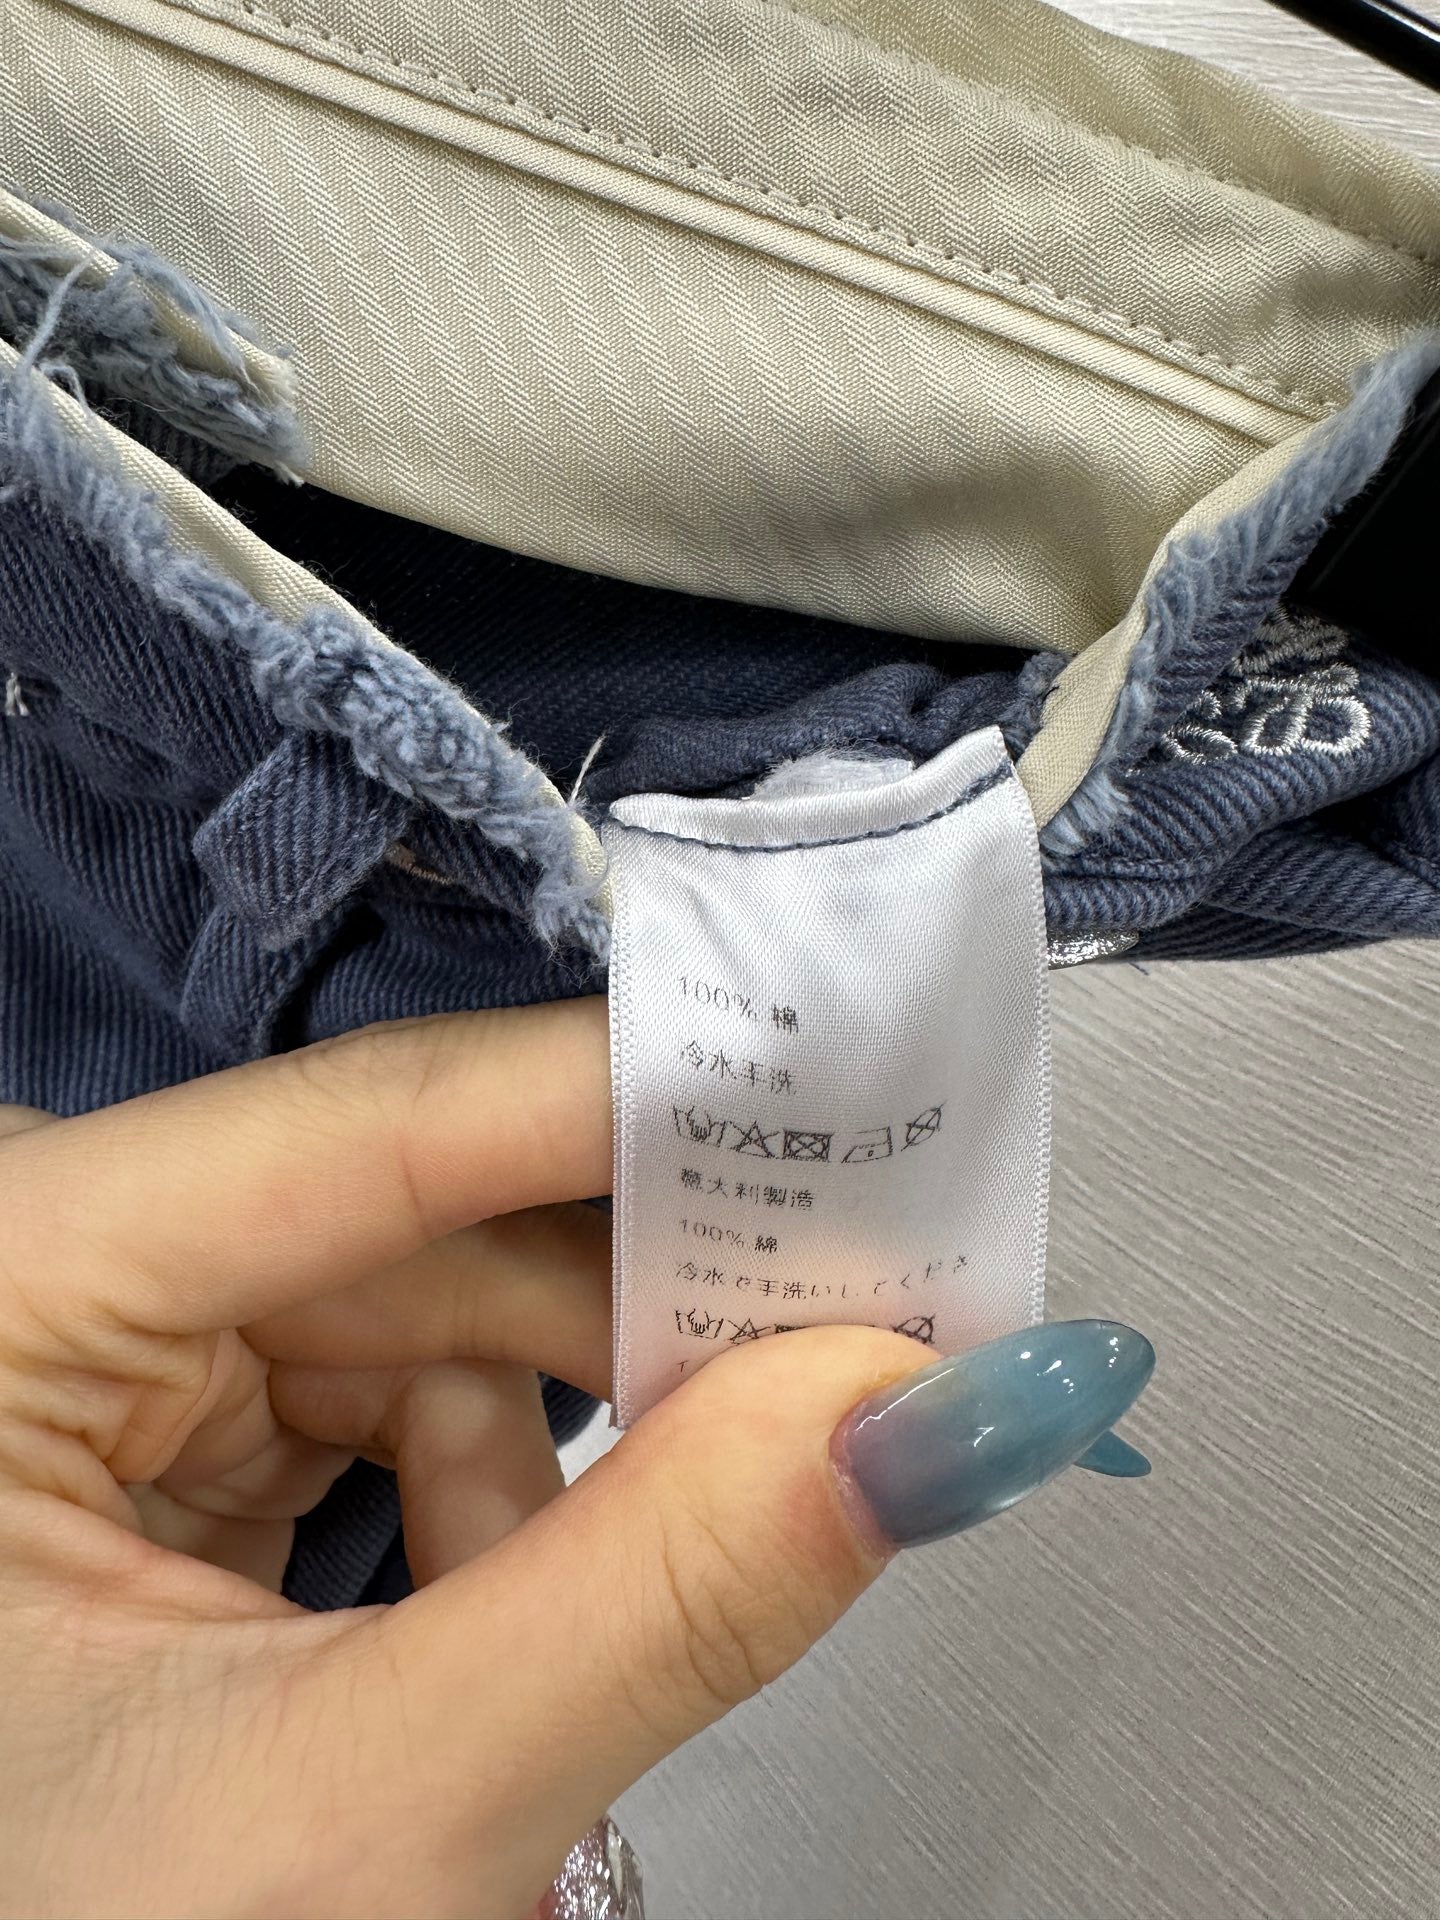 100% 棉
冷水手洗
意大利製造
100% 綿
冷水で手洗いしてくださ